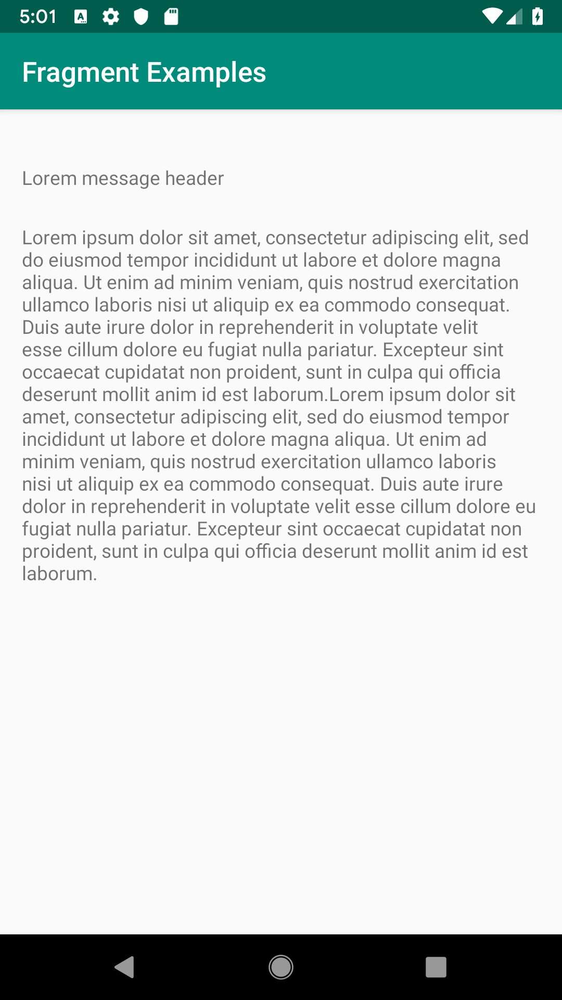 5:01
Fragment Examples
Lorem message header
Lorem ipsum dolor sit amet, consectetur adipiscing elit, sed
do eiusmod tempor incididunt ut labore et dolore magna
aliqua. Ut enim ad minim veniam, quis nostrud exercitation
ullamco laboris nisi ut aliquip ex ea commodo consequat.
Duis aute irure dolor in reprehenderit in voluptate velit
esse cillum dolore eu fugiat nulla pariatur. Excepteur sint
occaecat cupidatat non proident, sunt in culpa qui officia
deserunt mollit anim id est laborum.Lorem ipsum dolor sit
amet, consectetur adipiscing elit, sed do eiusmod tempor
incididunt ut labore et dolore magna aliqua. Ut enim ad
minim veniam, quis nostrud exercitation ullamco laboris
nisi ut aliquip ex ea commodo consequat. Duis aute irure
dolor in reprehenderit in voluptate velit esse cillum dolore eu
fugiat nulla pariatur. Excepteur sint occaecat cupidatat non
proident, sunt in culpa qui officia deserunt mollit anim id est
laborum.